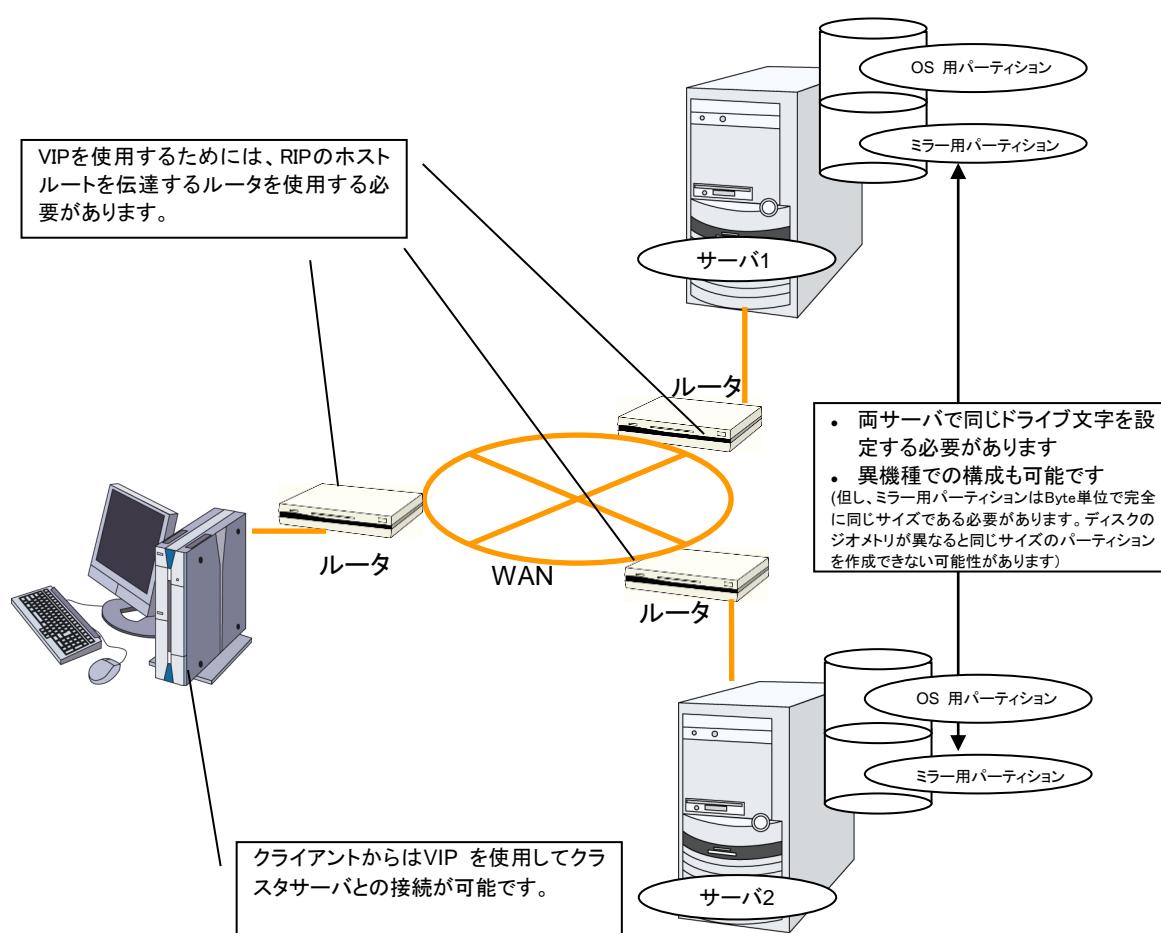 OS 用パーティション
ミラー用パーティション
VIPを使用するためには、RIPのホスト
ルートを伝達するルータを使用する必
要があります。
サーバ1
ルータ
• 両サーバで同じドライブ文字を設
定する必要があります
• 異機種での構成も可能です
(但し、ミラー用パーティションはByte単位で完全
に同じサイズである必要があります。ディスクの
ジオメトリが異なると同じサイズのパーティション
を作成できない可能性があります)
ルータ
WAN
ルータ
OS 用パーティション
ミラー用パーティション
クライアントからはVIP を使用してクラ
スタサーバとの接続が可能です。
サーバ2